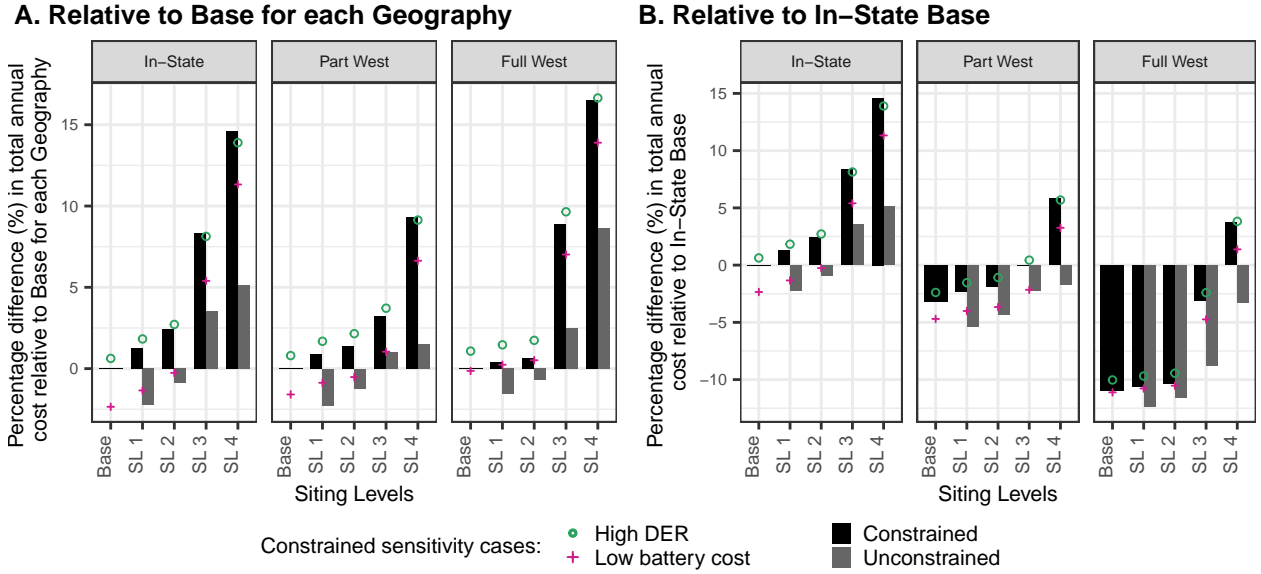 A. Relative to Base for each Geography
B. Relative to In−State Base
Percentage difference (%) in total annual
cost relative to Base for each Geography
In−State
Part West
Full West
15
10
5
0
Base
SL 1
SL 2
SL 3
SL 4
Base
SL 1
SL 2
SL 3
SL 4
Base
SL 1
SL 2
SL 3
SL 4
Siting Levels
Percentage difference (%) in total annual
cost relative to In−State Base
In−State
Part West
Full West
15
10
5
0
−5
−10
Base
SL 1
SL 2
SL 3
SL 4
Base
SL 1
SL 2
SL 3
SL 4
Base
SL 1
SL 2
SL 3
SL 4
Siting Levels
Constrained sensitivity cases:
High DER
Low battery cost
Constrained
Unconstrained